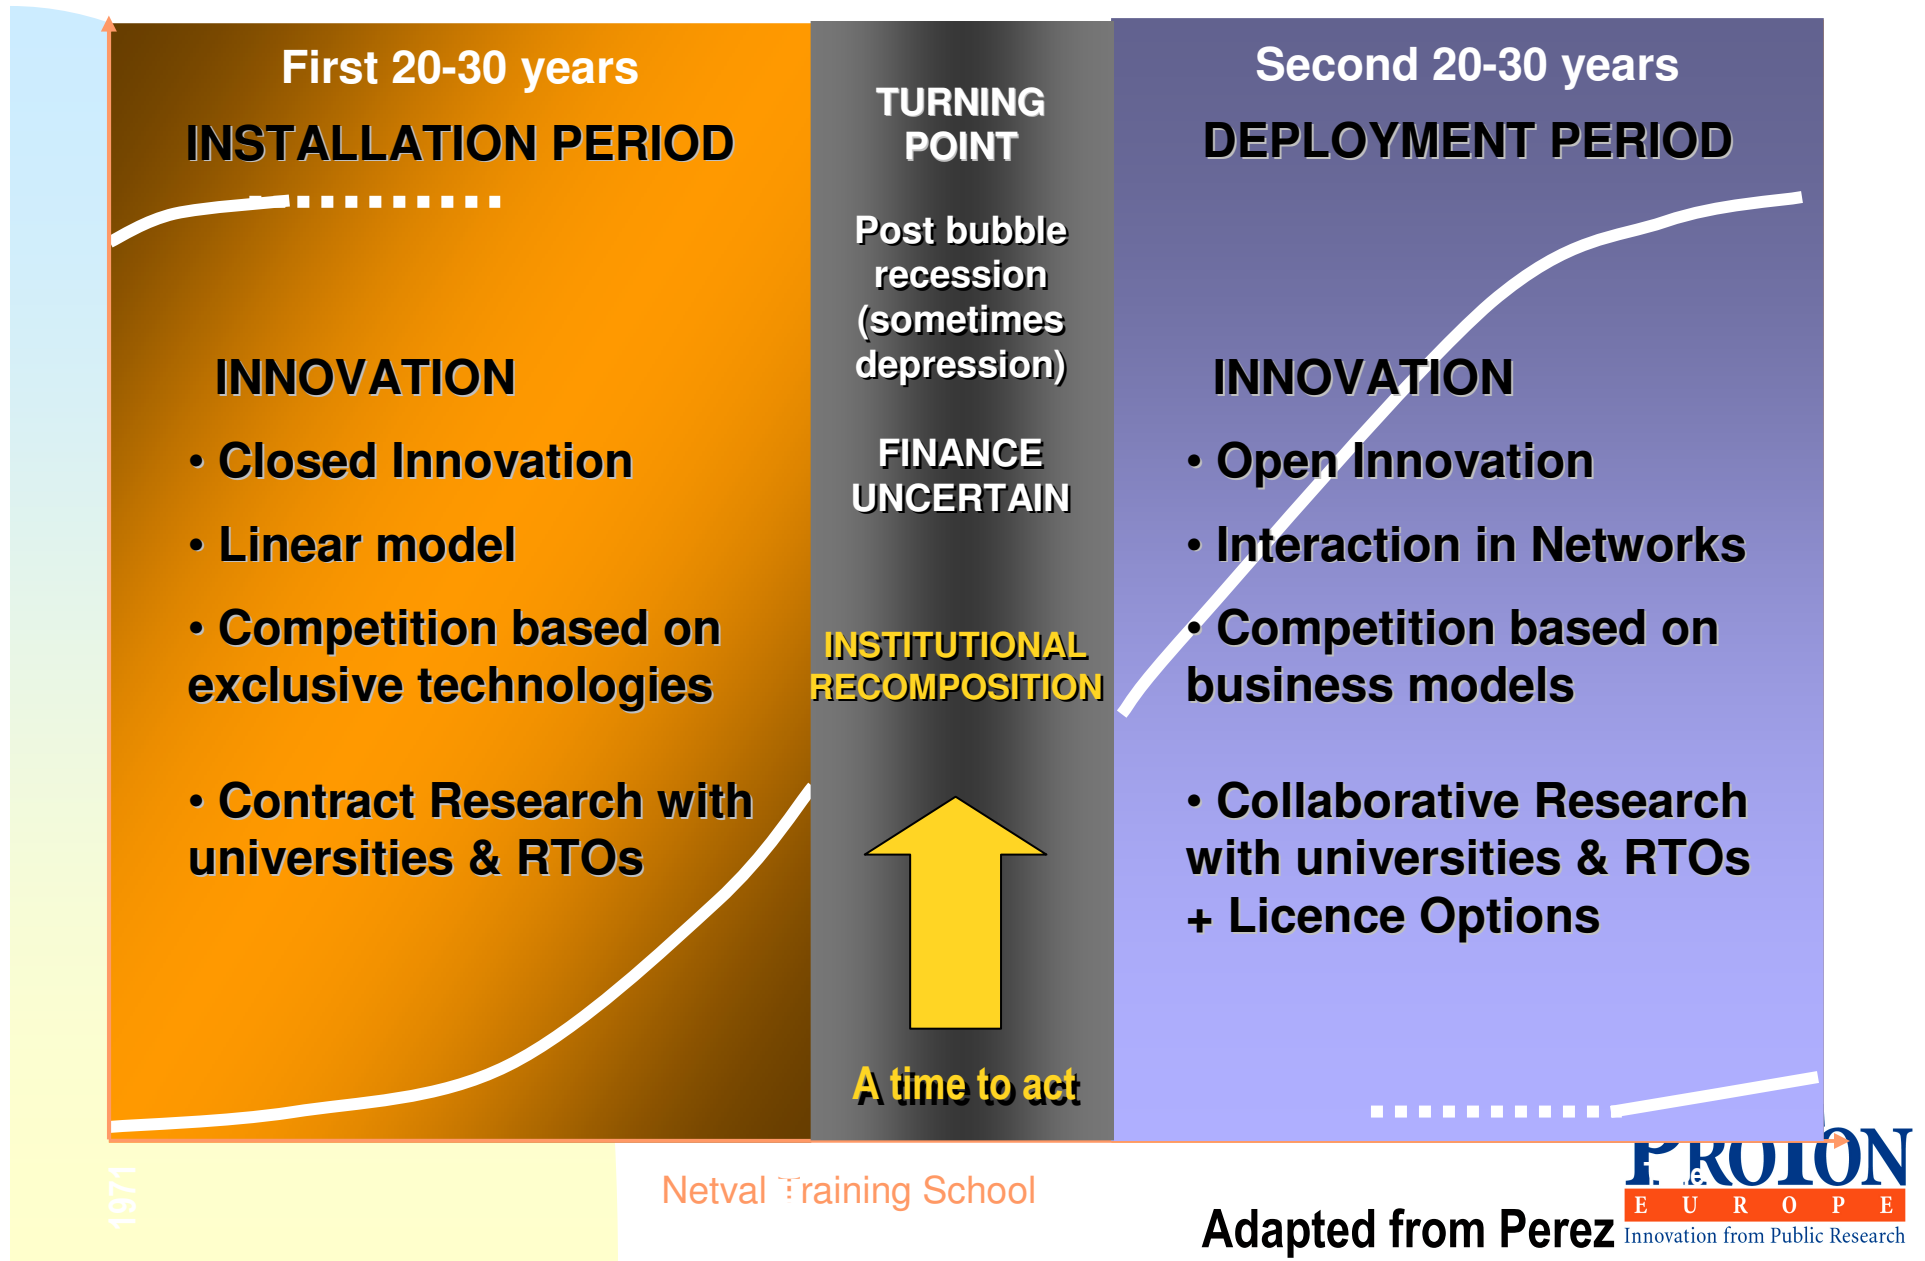 First 20-30 years
INSTALLATION PERIOD
INNOVATION
• Closed Innovation
• Linear model
• Competition based on
exclusive technologies
• Contract Research with
universities & RTOs
TURNING
POINT
Post bubble
recession
(sometimes
depression)
FINANCE
UNCERTAIN
INSTITUTIONAL
RECOMPOSITION
A time to act
Second 20-30 years
DEPLOYMENT PERIOD
INNOVATION
• Open Innovation
• Interaction in Networks
• Competition based on
business models
• Collaborative Research
with universities & RTOs
+ Licence Options
1971
Netval Training School
Adapted from Perez
PROTON
EUROPE
Innovation from Public Research